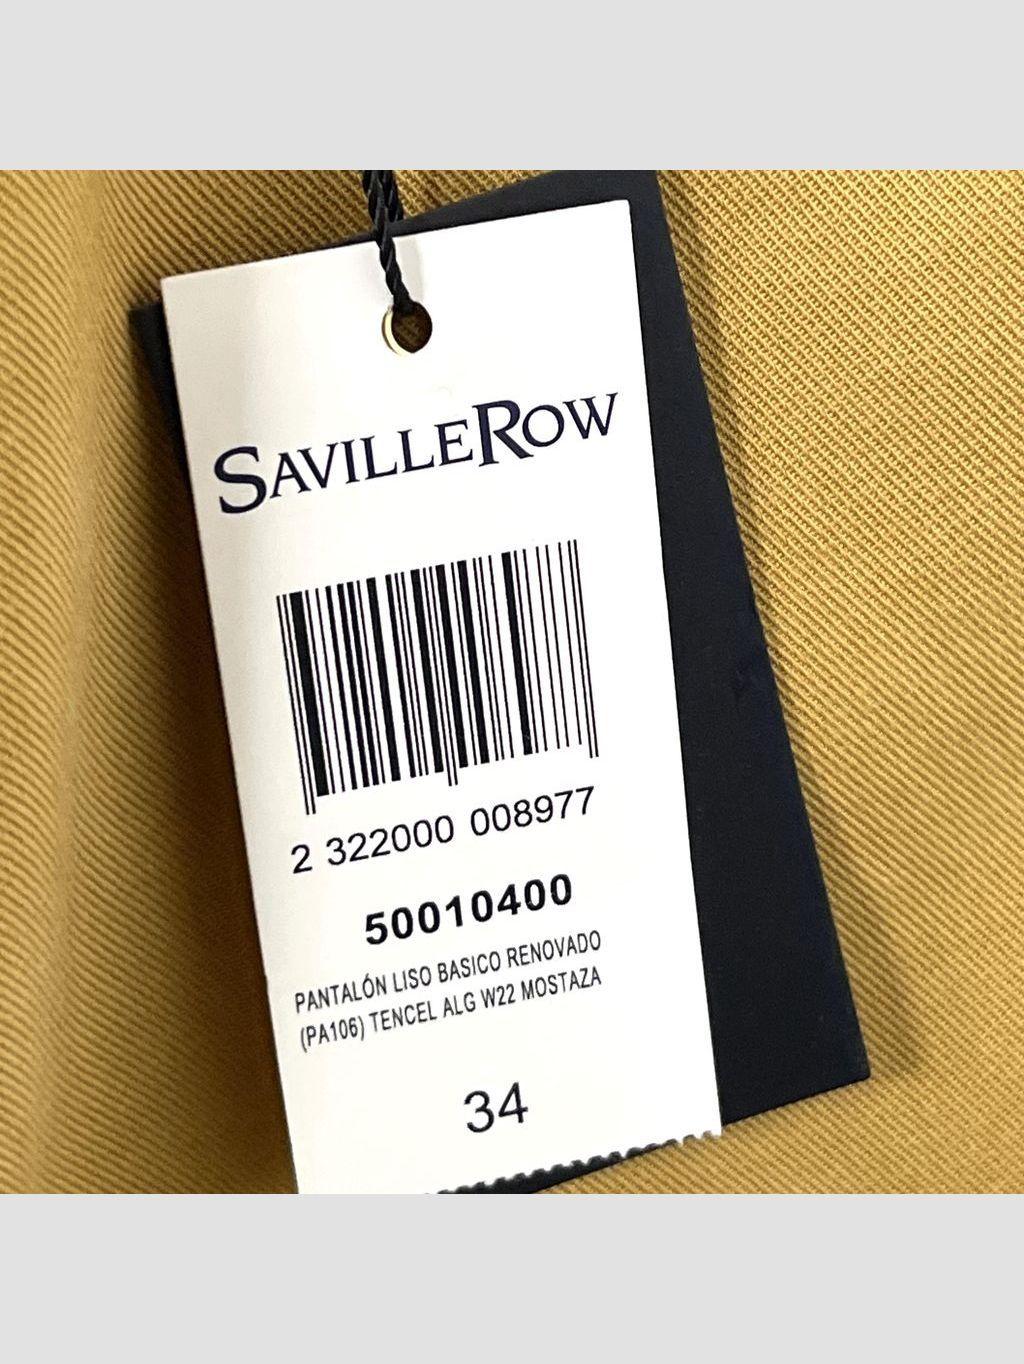 SAVILLEROW
2 322000 008977
50010400
PANTALÓN LISO BASICO RENOVADO
(PA106) TENCEL ALG W22 MOSTAZA
34